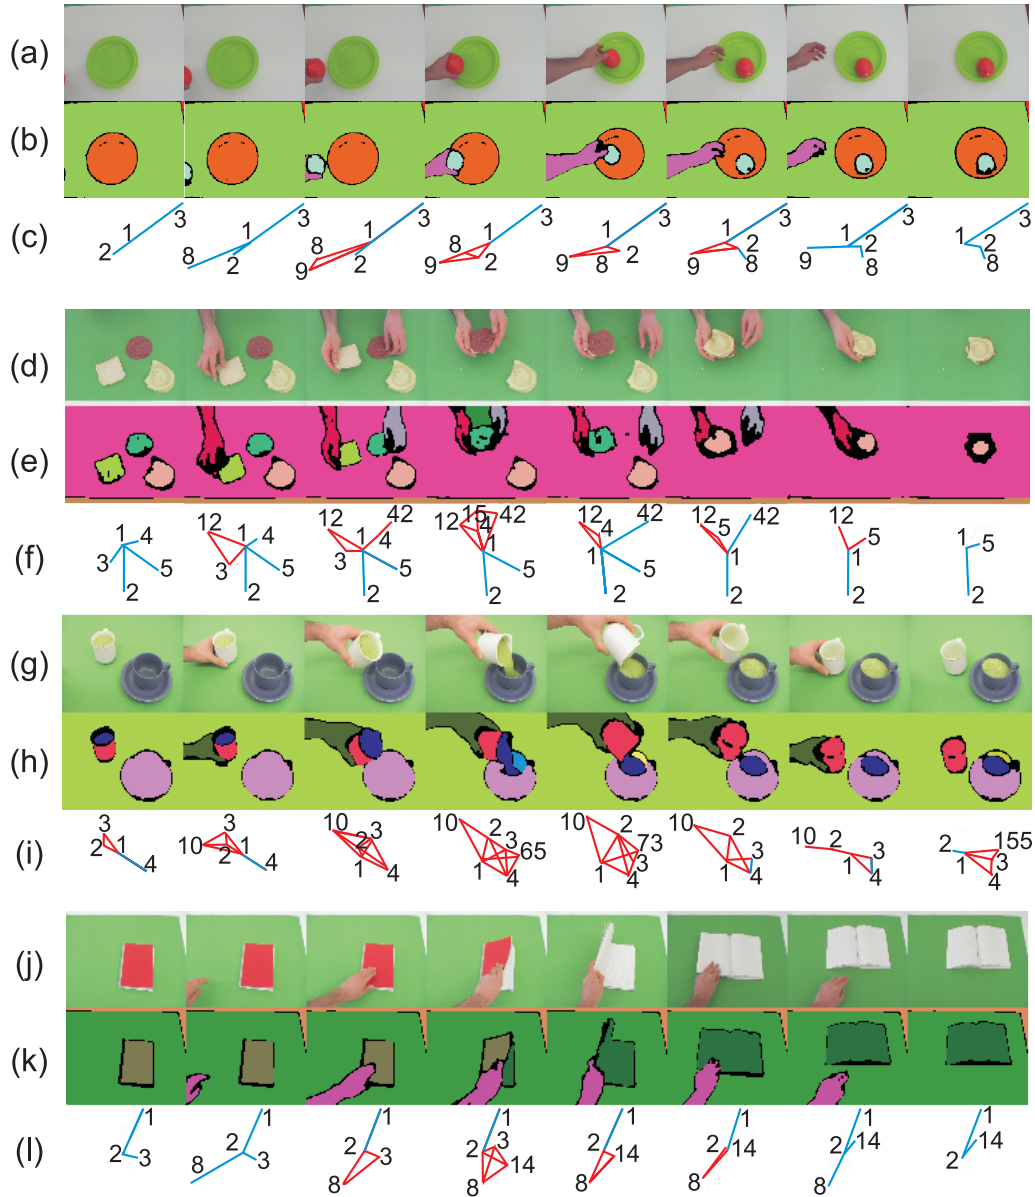 (a)
(b)
(c)
1 3 2
1 3 8 2
1 3 8 9 2
1 3 8 9 2
1 3 9 8 2
1 3 9 2 8
1 3 9 2 8
1 3 2 8
(d)
(e)
(f)
1 4 3 5 2
12 1 4 3 5 2
12 42 1 3 5 2
12 15 42 4 1 5 2
12 42 4 1 5 2
12 42 5 1 2
12 5 1 2
1 5 2
(g)
(h)
(i)
3 2 1 4
3 10 2 1 4
10 3 2 1 4
10 2 3 65 1 4
10 2 73 3 1 4
10 2 3 1 4
10 2 3 1 4
2 155 1 3 4
(j)
(k)
(l)
1 2 3
1 2 3 8
1 2 3 8
1 2 3 14 8
1 2 14 8
1 2 14 8
1 2 14 8
1 14 2